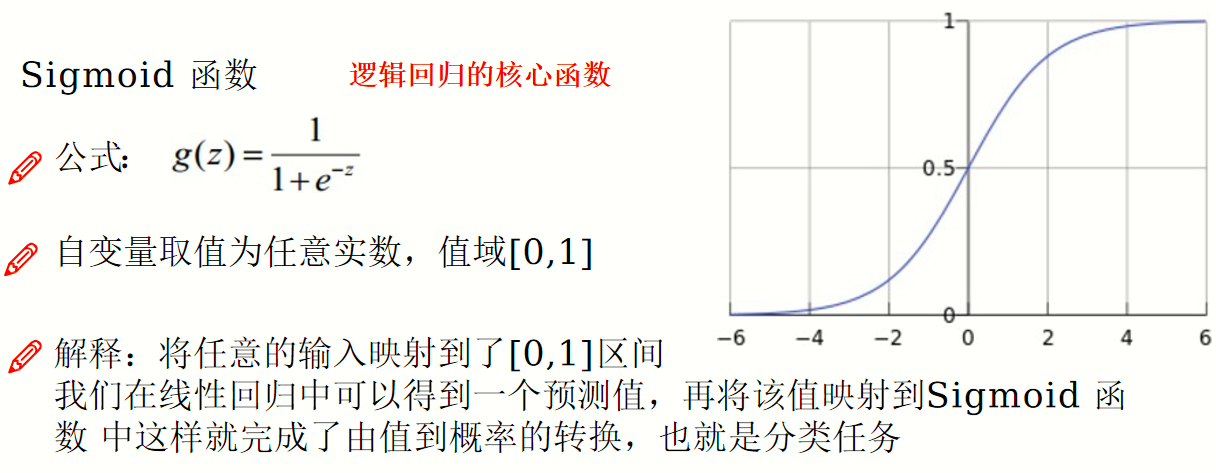 Sigmoid 函数 逻辑回归的核心函数
公式： g(z) = 1 / (1 + e^{-z})
自变量取值为任意实数，值域[0,1]
解释：将任意的输入映射到了[0,1]区间
我们在线性回归中可以得到一个预测值，再将该值映射到Sigmoid 函
数 中这样就完成了由值到概率的转换，也就是分类任务
1
0.5
0
−6 −4 −2 0 2 4 6